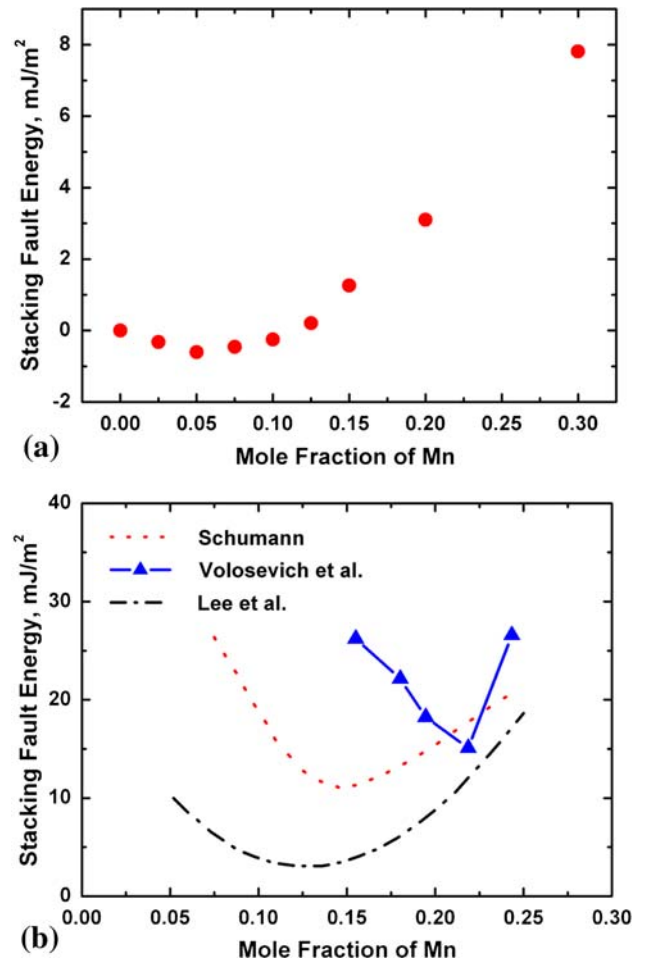 8
6
4
2
0
-2
Stacking Fault Energy, mJ/m²
0.00 0.05 0.10 0.15 0.20 0.25 0.30
Mole Fraction of Mn
(a)
40
30
20
10
0
Stacking Fault Energy, mJ/m²
Schumann
Volosevich et al.
Lee et al.
0.00 0.05 0.10 0.15 0.20 0.25 0.30
Mole Fraction of Mn
(b)